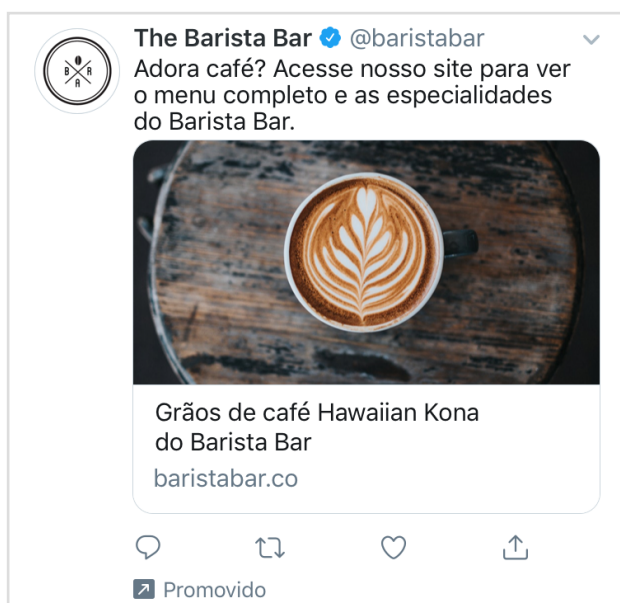 The Barista Bar @baristabar
Adora café? Acesse nosso site para ver
o menu completo e as especialidades
do Barista Bar.
B R
A
Grãos de café Hawaiian Kona
do Barista Bar
baristabar.co
Promovido